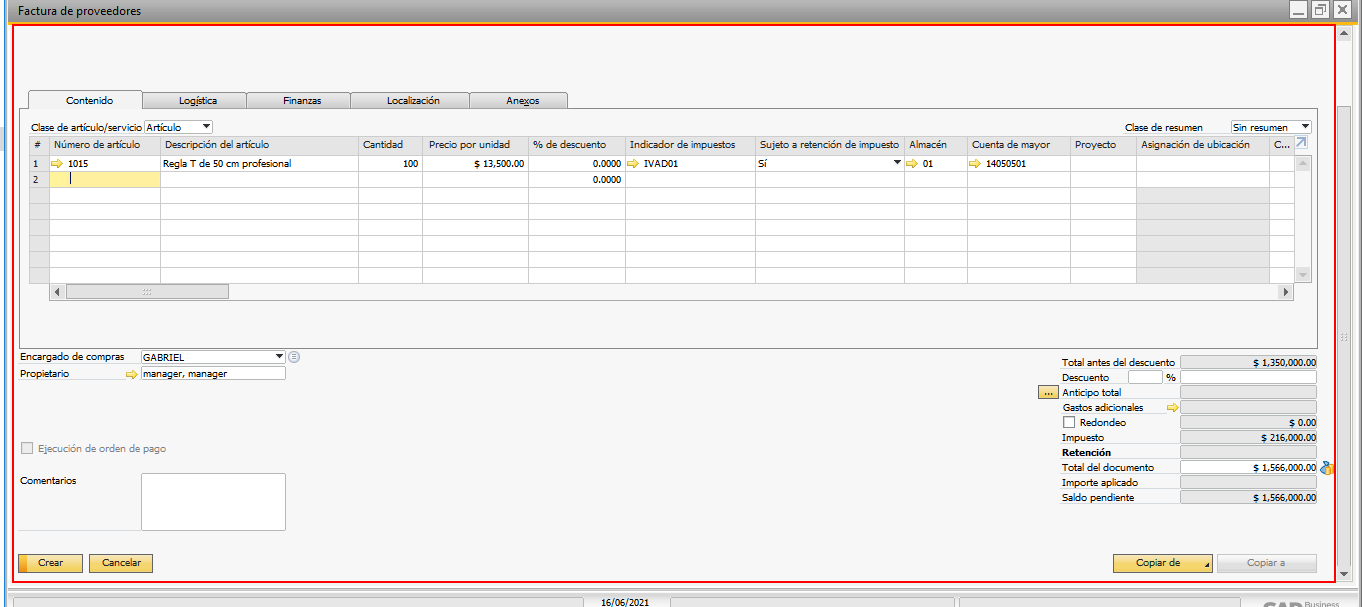 Factura de proveedores
Contenido Logística Finanzas Localización Anexos
Clase de artículo/servicio Artículo Clase de resumen Sin resumen
# Número de artículo Descripción del artículo Cantidad Precio por unidad % de descuento Indicador de impuestos Sujeto a retención de impuesto Almacén Cuenta de mayor Proyecto Asignación de ubicación C...
1 1015 Regla T de 50 cm profesional 100 $ 13,500.00 0.0000 IVAD01 Sí 01 14050501
2 0.0000
Encargado de compras GABRIEL
Propietario manager, manager
Total antes del descuento $ 1,350,000.00
Descuento %
... Anticipo total
Gastos adicionales
Redondeo $ 0.00
Impuesto $ 216,000.00
Retención
Total del documento $ 1,566,000.00
Importe aplicado
Saldo pendiente $ 1,566,000.00
Ejecución de orden de pago
Comentarios
Crear Cancelar Copiar de Copiar a
16/06/2021
SAP Business